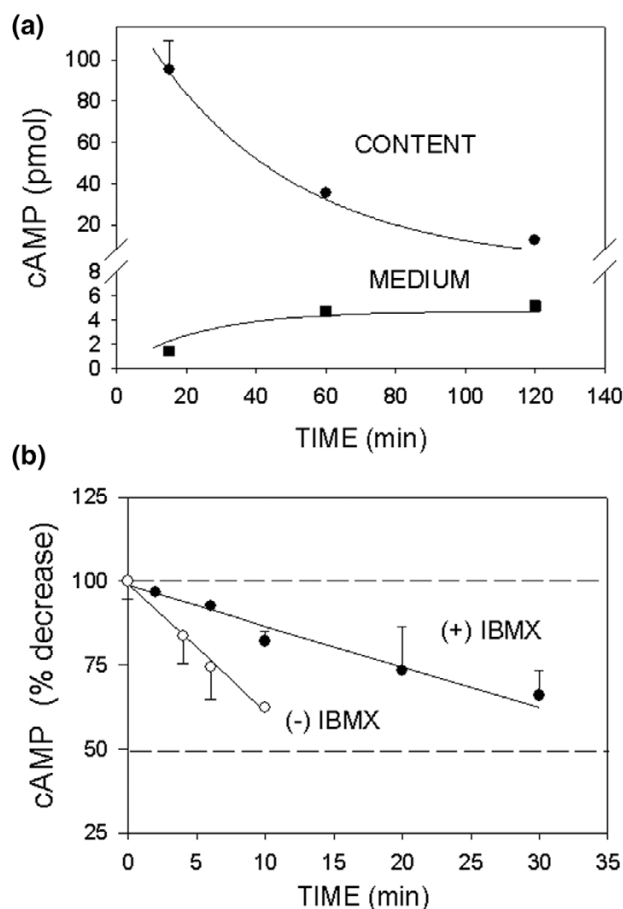 (a)
100
80
60
40
20
8
6
4
2
0
cAMP (pmol)
CONTENT
MEDIUM
0 20 40 60 80 100 120 140
TIME (min)
(b)
125
100
75
50
25
cAMP (% decrease)
(+) IBMX
(-) IBMX
0 5 10 15 20 25 30 35
TIME (min)